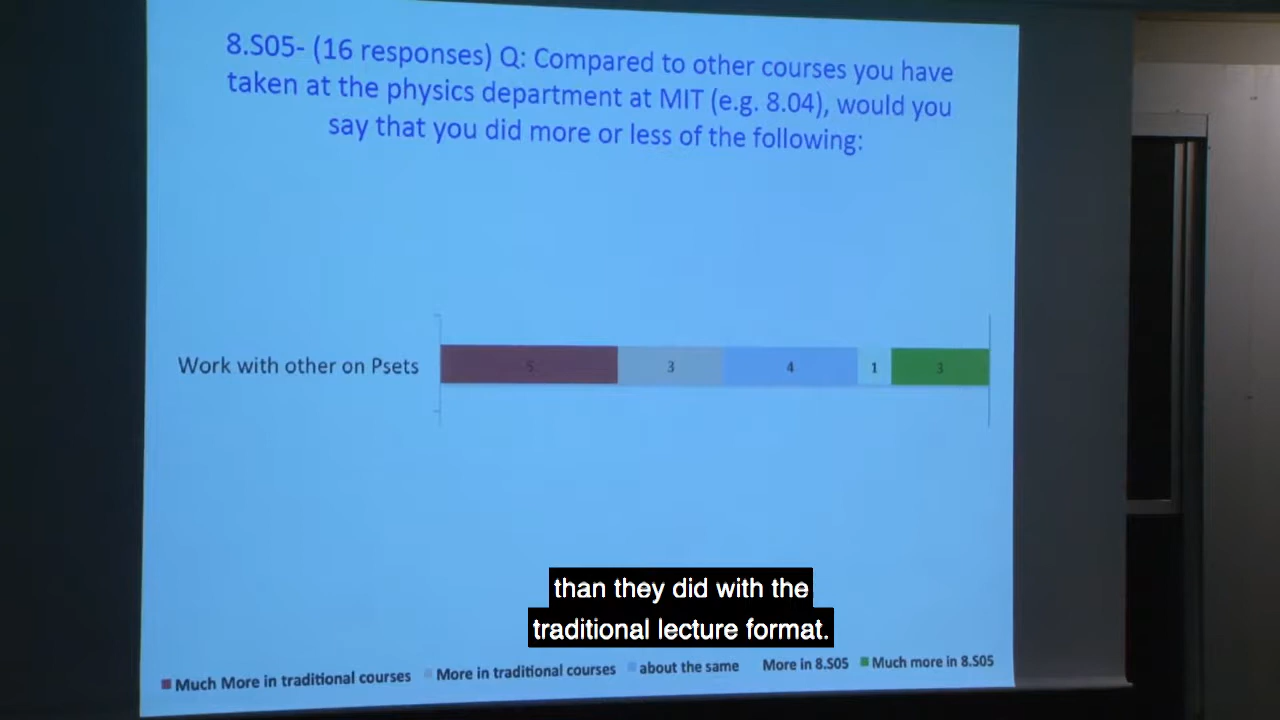 8.S05- (16 responses) Q: Compared to other courses you have
taken at the physics department at MIT (e.g. 8.04), would you
say that you did more or less of the following:
Work with other on Psets
5
3
4
1
3
than they did with the
traditional lecture format.
Much More in traditional courses
More in traditional courses
about the same
More in 8.S05
Much more in 8.S05